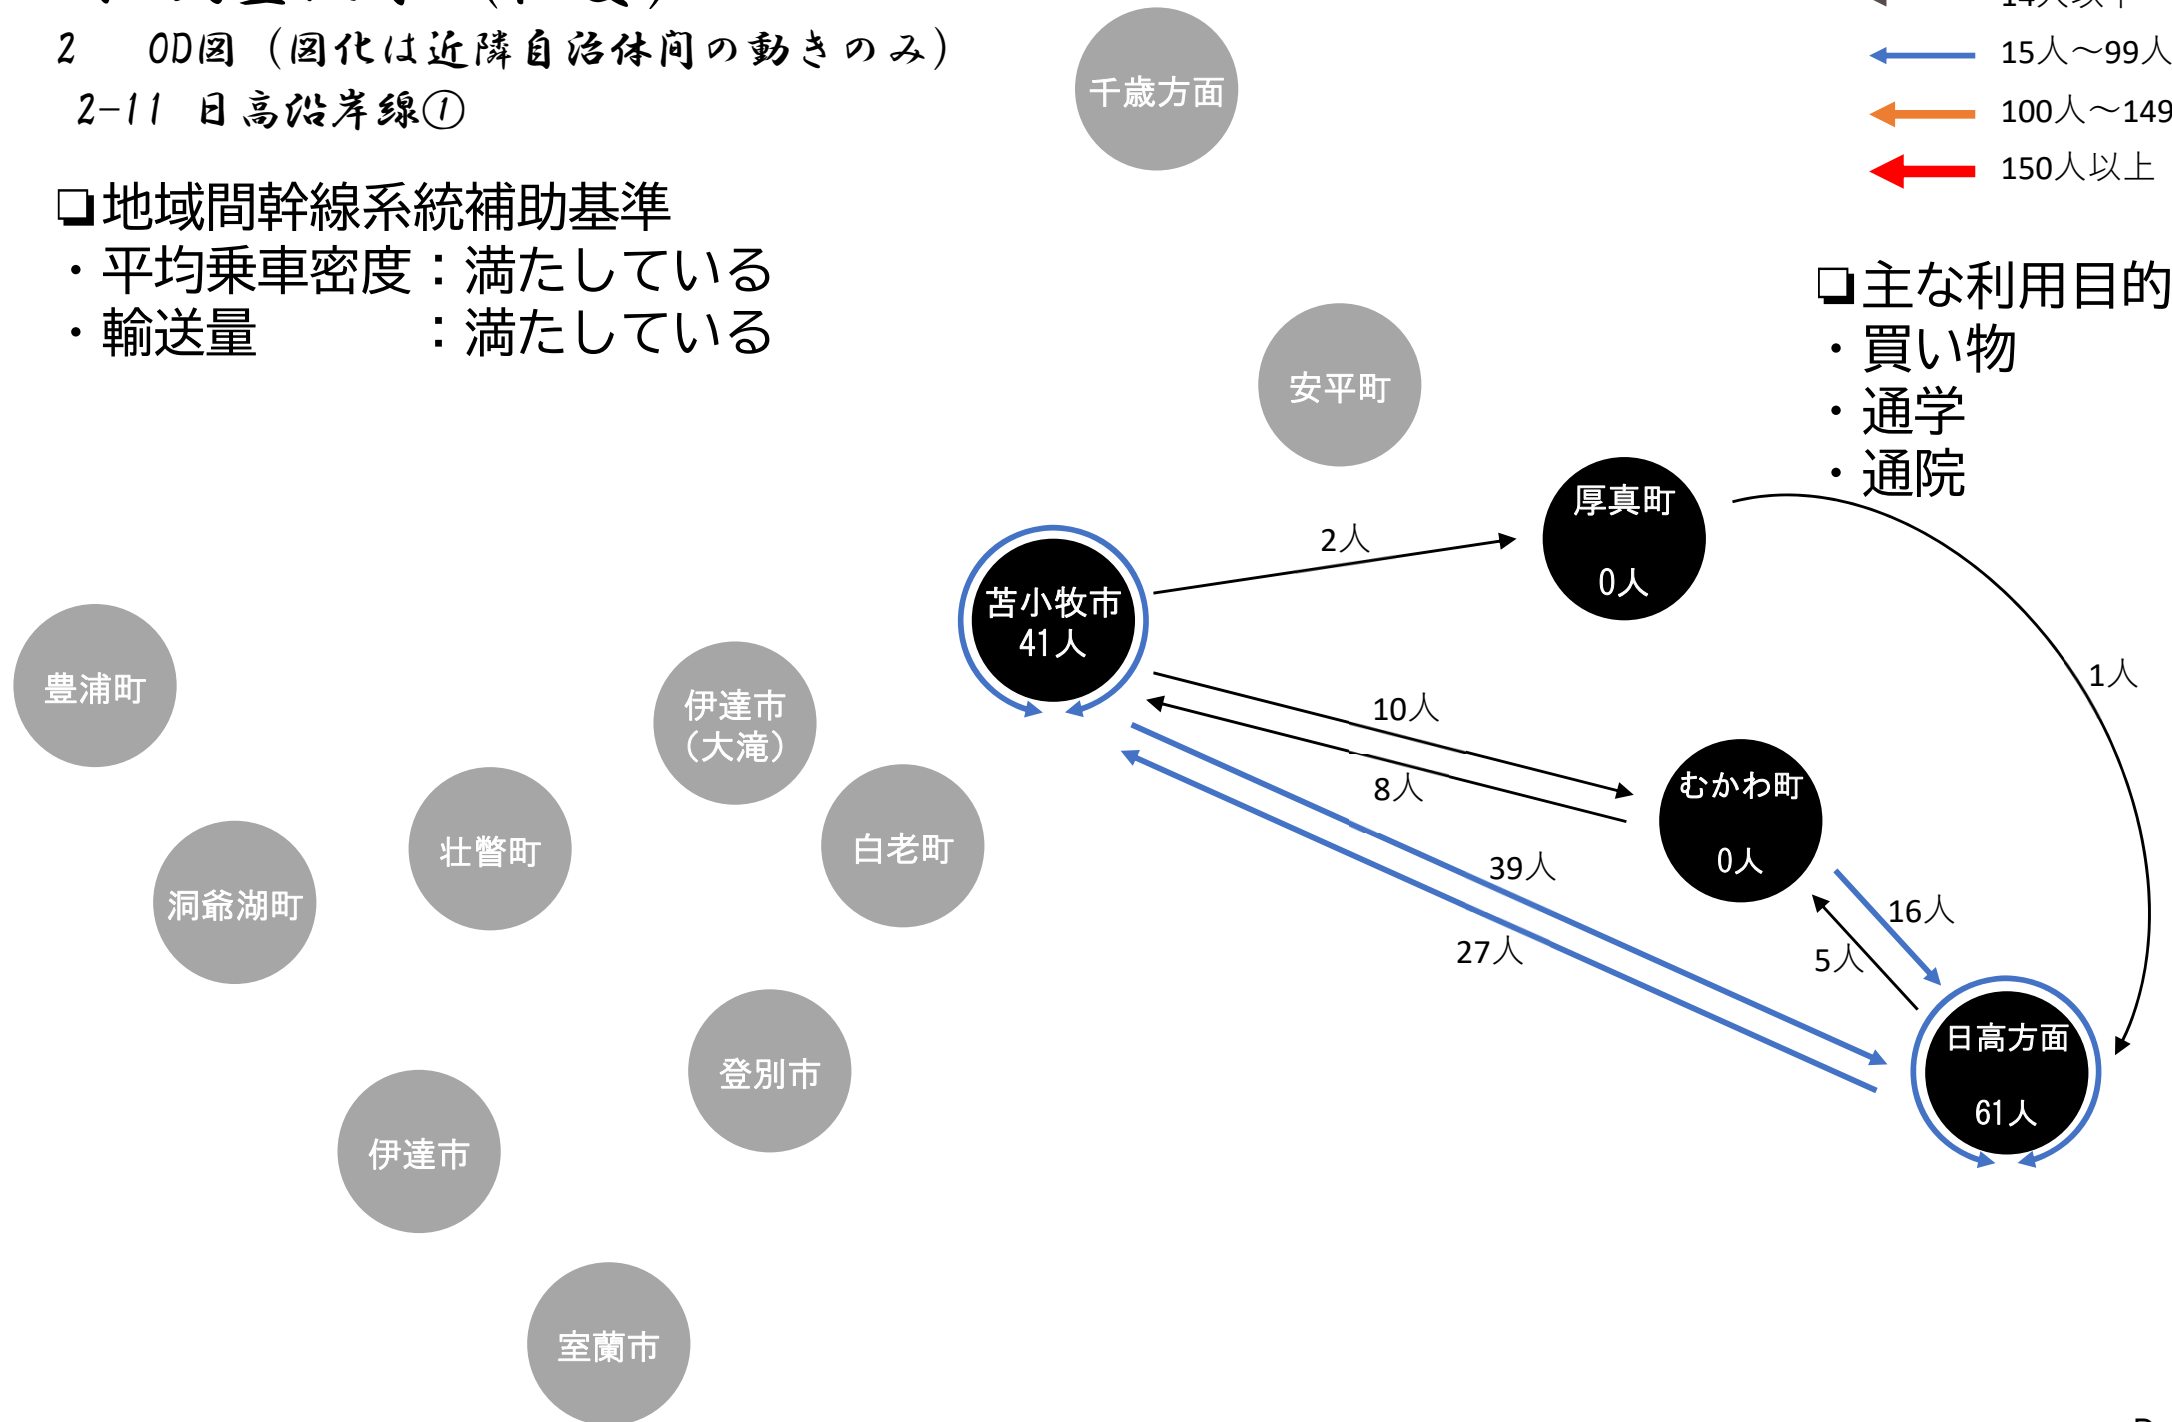 2 OD図（図化は近隣自治体間の動きのみ）
2-11 日高沿岸線①
❏地域間幹線系統補助基準
・平均乗車密度：満たしている
・輸送量　　　：満たしている
15人～99人
100人～149
150人以上
❏主な利用目的
・買い物
・通学
・通院
千歳方面
安平町
厚真町
0人
2人
苫小牧市
41人
1人
豊浦町
伊達市
（大滝）
10人
8人
むかわ町
0人
壮瞥町
白老町
洞爺湖町
39人
27人
16人
5人
日高方面
61人
登別市
伊達市
室蘭市